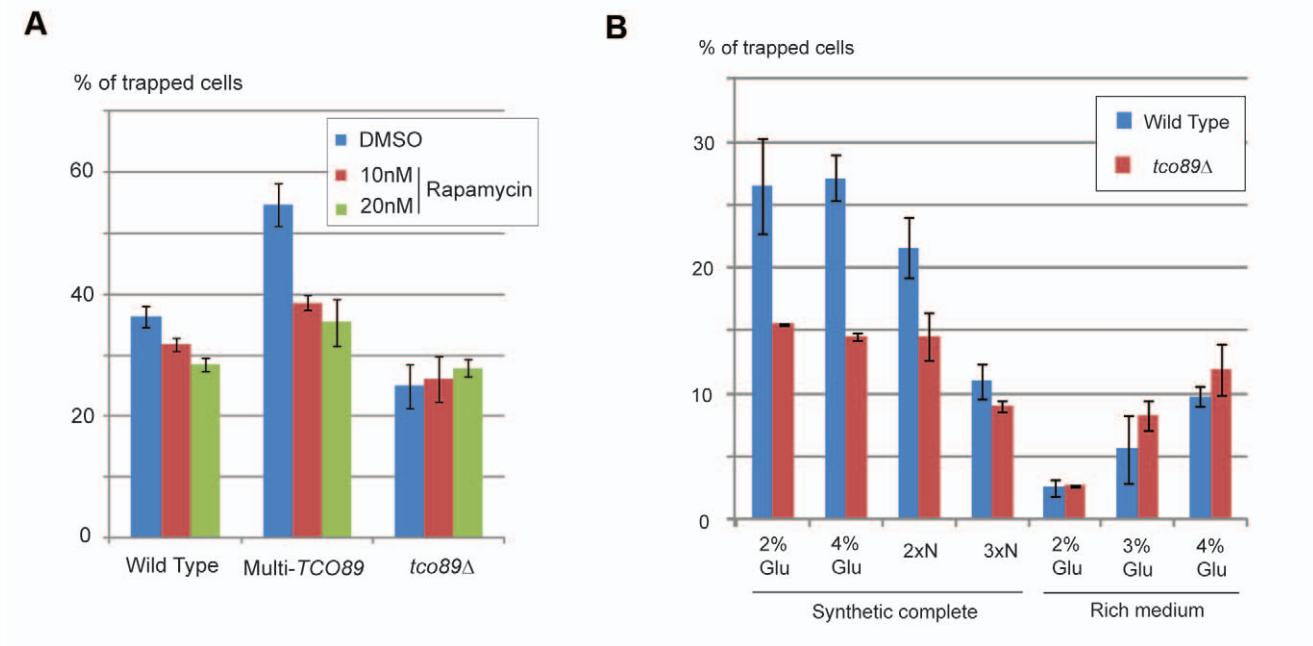 A
% of trapped cells
DMSO
10nM
20nM
Rapamycin
60
40
20
0
Wild Type Multi-TCO89 tco89Δ
B
% of trapped cells
Wild Type
tco89Δ
30
20
10
0
2% Glu
4% Glu
2xN
3xN
2% Glu
3% Glu
4% Glu
Synthetic complete
Rich medium